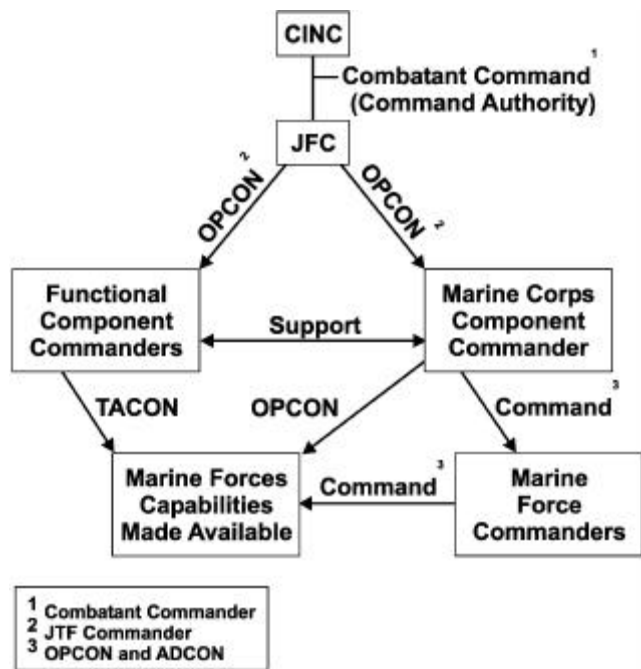 CINC
Combatant Command 1
(Command Authority)
JFC
OPCON 2
OPCON 2
Functional
Component
Commanders
Support
Marine Corps
Component
Commander
TACON
OPCON
Command 3
Marine Forces
Capabilities
Made Available
Command 3
Marine
Force
Commanders
1 Combatant Commander
2 JTF Commander
3 OPCON and ADCON